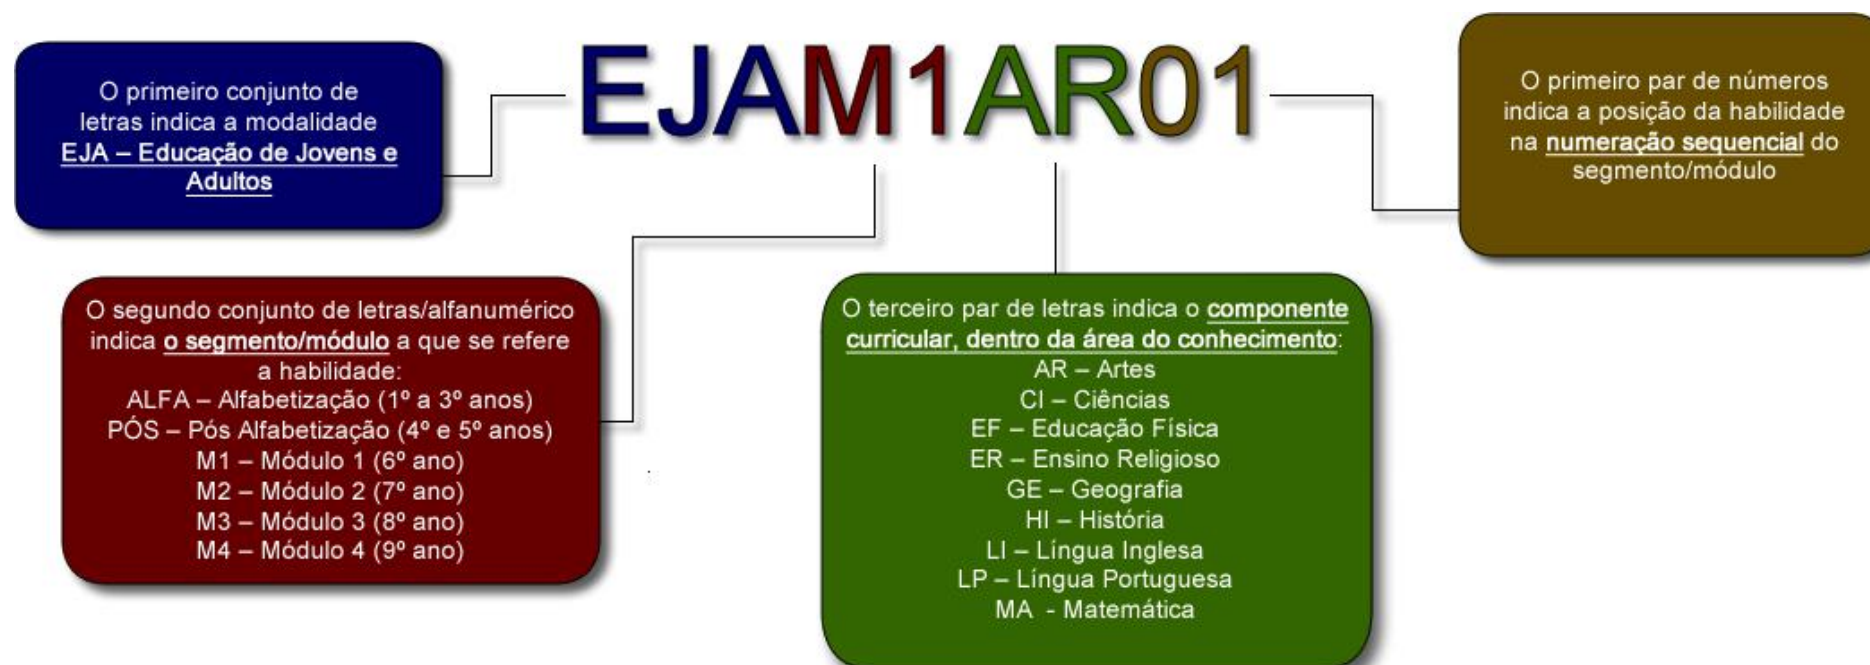 EJAM1AR01
O primeiro conjunto de
letras indica a modalidade
EJA – Educação de Jovens e
Adultos
O primeiro par de números
indica a posição da habilidade
na numeração sequencial do
segmento/módulo
O segundo conjunto de letras/alfanumérico
indica o segmento/módulo a que se refere
a habilidade:
ALFA – Alfabetização (1º a 3º anos)
PÓS – Pós Alfabetização (4º e 5º anos)
M1 – Módulo 1 (6º ano)
M2 – Módulo 2 (7º ano)
M3 – Módulo 3 (8º ano)
M4 – Módulo 4 (9º ano)
O terceiro par de letras indica o componente
curricular, dentro da área do conhecimento:
AR – Artes
CI – Ciências
EF – Educação Física
ER – Ensino Religioso
GE – Geografia
HI – História
LI – Língua Inglesa
LP – Língua Portuguesa
MA - Matemática